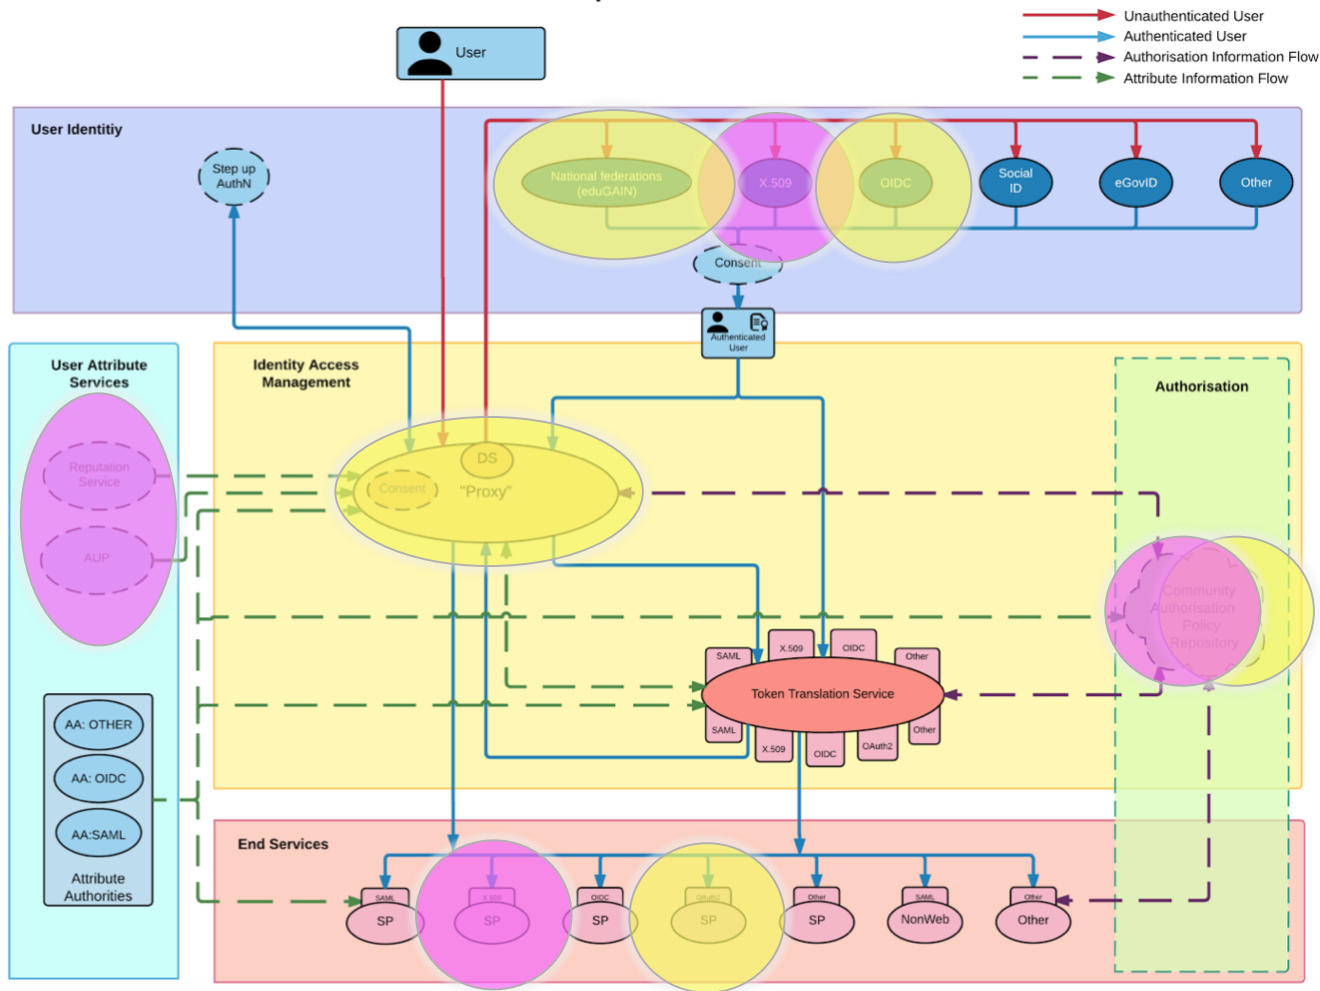 Unauthenticated User
Authenticated User
Authorisation Information Flow
Attribute Information Flow
User
User Identitiy
Step up
AuthN
National federations
(eduGAIN)
X.509
OIDC
Social
ID
eGovID
Other
Consent
Authenticated
User
User Attribute
Services
Reputation
Service
AUP
AA: OTHER
AA: OIDC
AA:SAML
Attribute
Authorities
Identity Access
Management
DS
Consent
"Proxy"
Authorisation
Community
Authorisation
Policy
Repository
SAML
X.509
OIDC
Other
Token Translation Service
SAML
X.509
OIDC
OAuth2
Other
End Services
SAML
SP
X.509
SP
OIDC
SP
OAuth2
SP
Other
SP
SAML
NonWeb
Other
Other